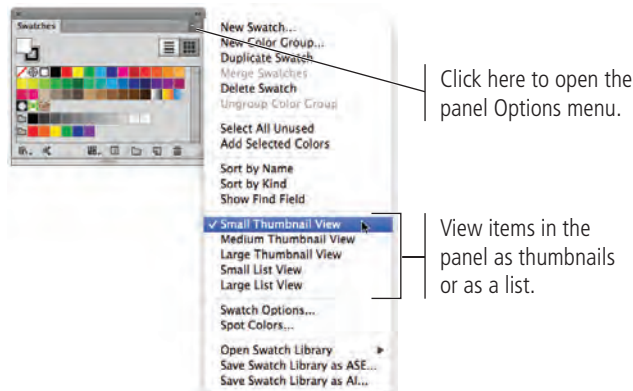 Swatches
New Swatch...
New Color Group...
Duplicate Swatch
Merge Swatches
Delete Swatch
Ungroup Color Group
Select All Unused
Add Selected Colors
Sort by Name
Sort by Kind
Show Find Field
✓ Small Thumbnail View
Medium Thumbnail View
Large Thumbnail View
Small List View
Large List View
Swatch Options...
Spot Colors...
Open Swatch Library
Save Swatch Library as ASE...
Save Swatch Library as AI...
Click here to open the
panel Options menu.
View items in the
panel as thumbnails
or as a list.